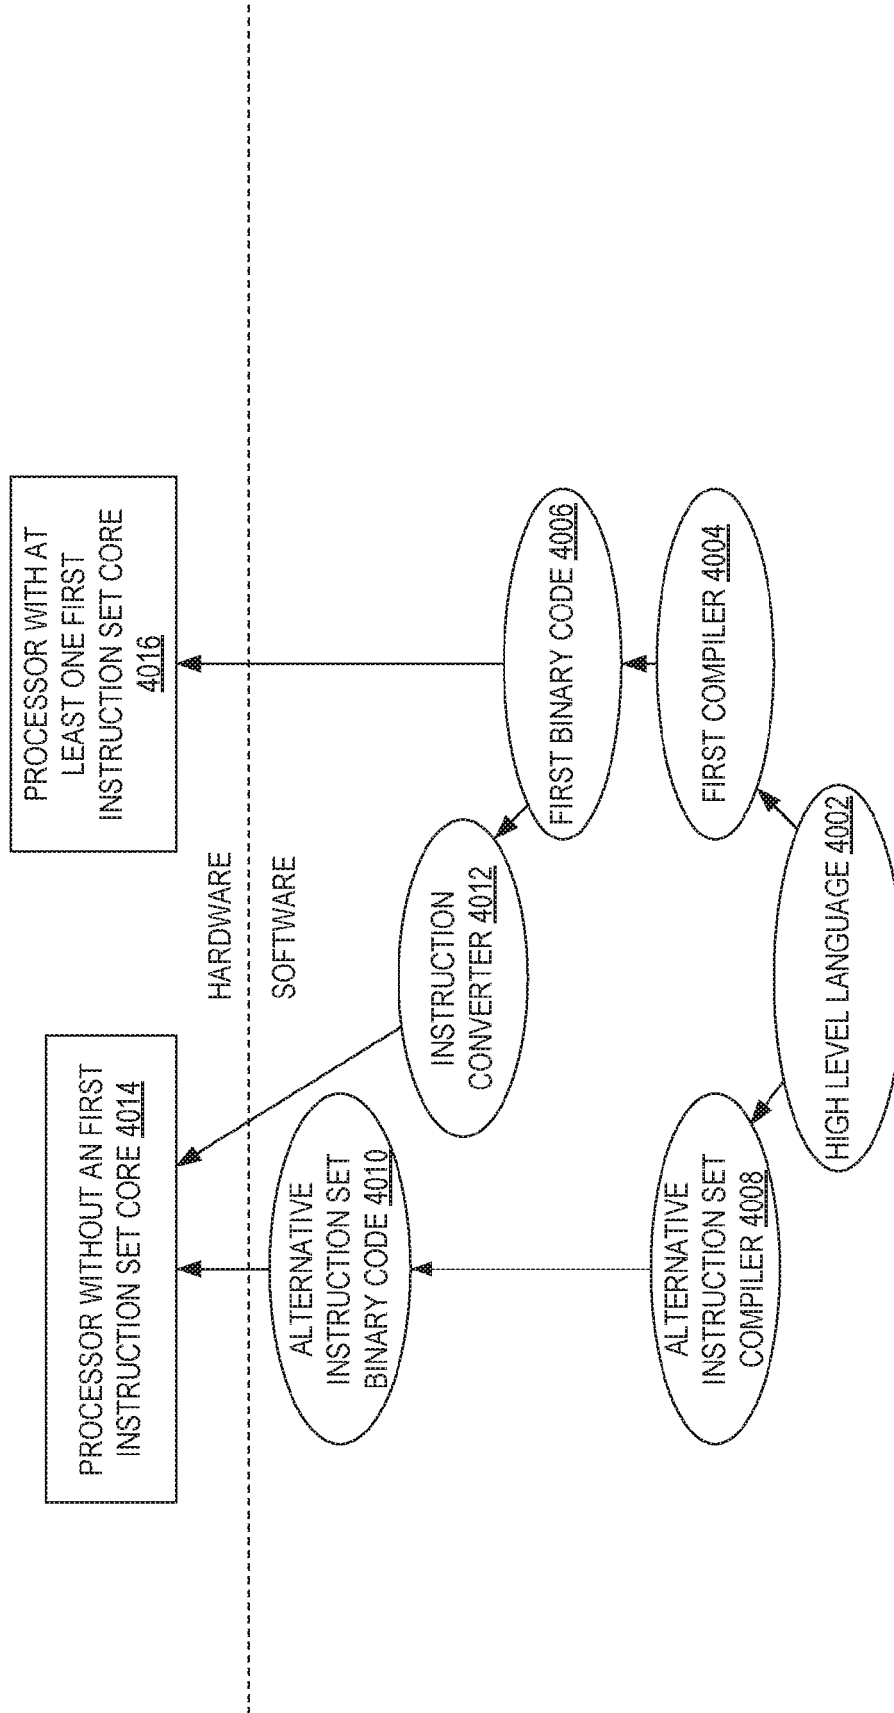 PROCESSOR WITHOUT AN FIRST
INSTRUCTION SET CORE 4014
PROCESSOR WITH AT
LEAST ONE FIRST
INSTRUCTION SET CORE
4016
HARDWARE
SOFTWARE
ALTERNATIVE
INSTRUCTION SET
BINARY CODE 4010
INSTRUCTION
CONVERTER 4012
FIRST BINARY CODE 4006
ALTERNATIVE
INSTRUCTION SET
COMPILER 4008
FIRST COMPILER 4004
HIGH LEVEL LANGUAGE 4002